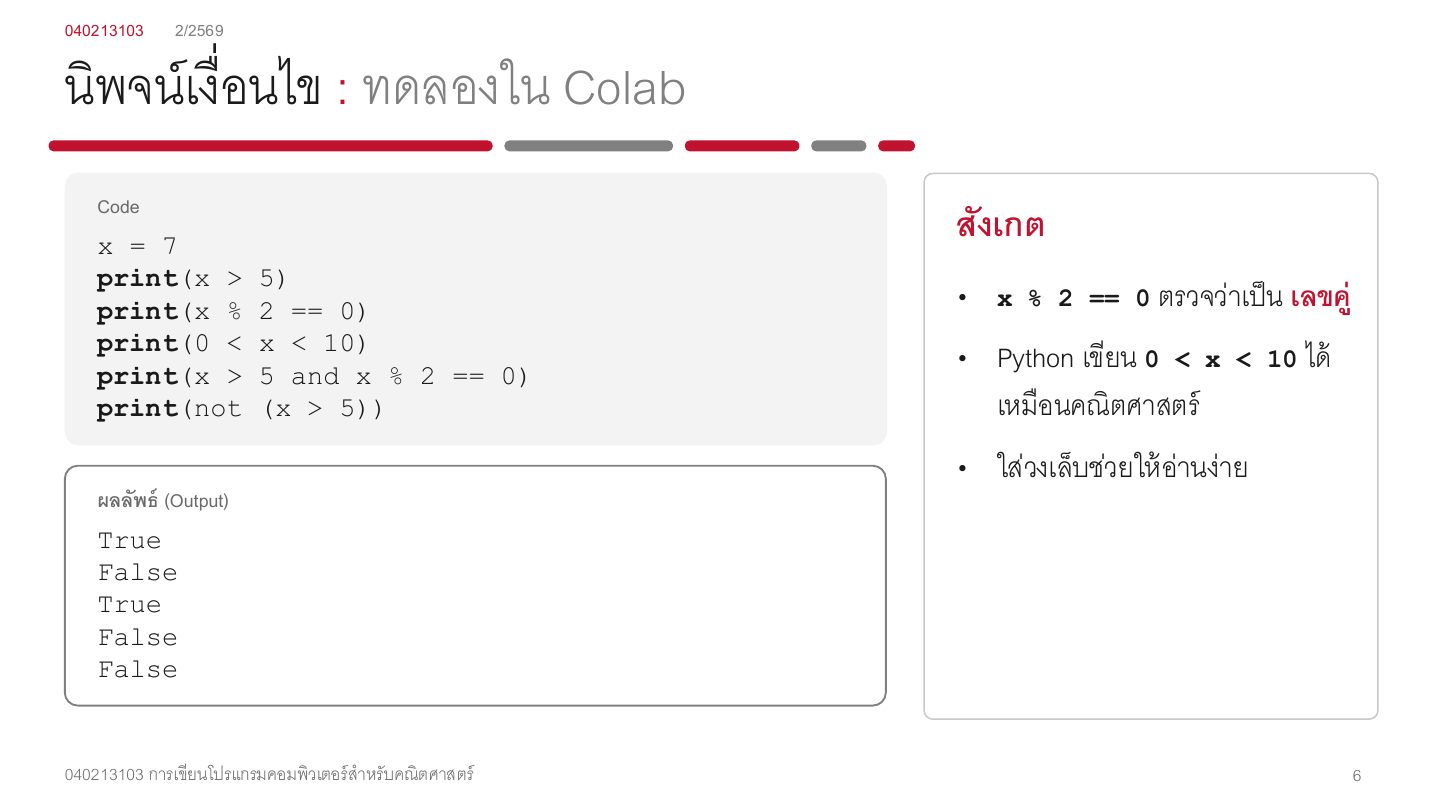 040213103 2/2569
นิพจน์เงื่อนไข : ทดลองใน Colab
Code
x = 7
print(x > 5)
print(x % 2 == 0)
print(0 < x < 10)
print(x > 5 and x % 2 == 0)
print(not (x > 5))
ผลลัพธ์ (Output)
True
False
True
False
False
สังเกต
• x % 2 == 0 ตรวจว่าเป็น เลขคู่
• Python เขียน 0 < x < 10 ได้
เหมือนคณิตศาสตร์
• ใส่วงเล็บช่วยให้อ่านง่าย
040213103 การเขียนโปรแกรมคอมพิวเตอร์สำหรับคณิตศาสตร์ 6